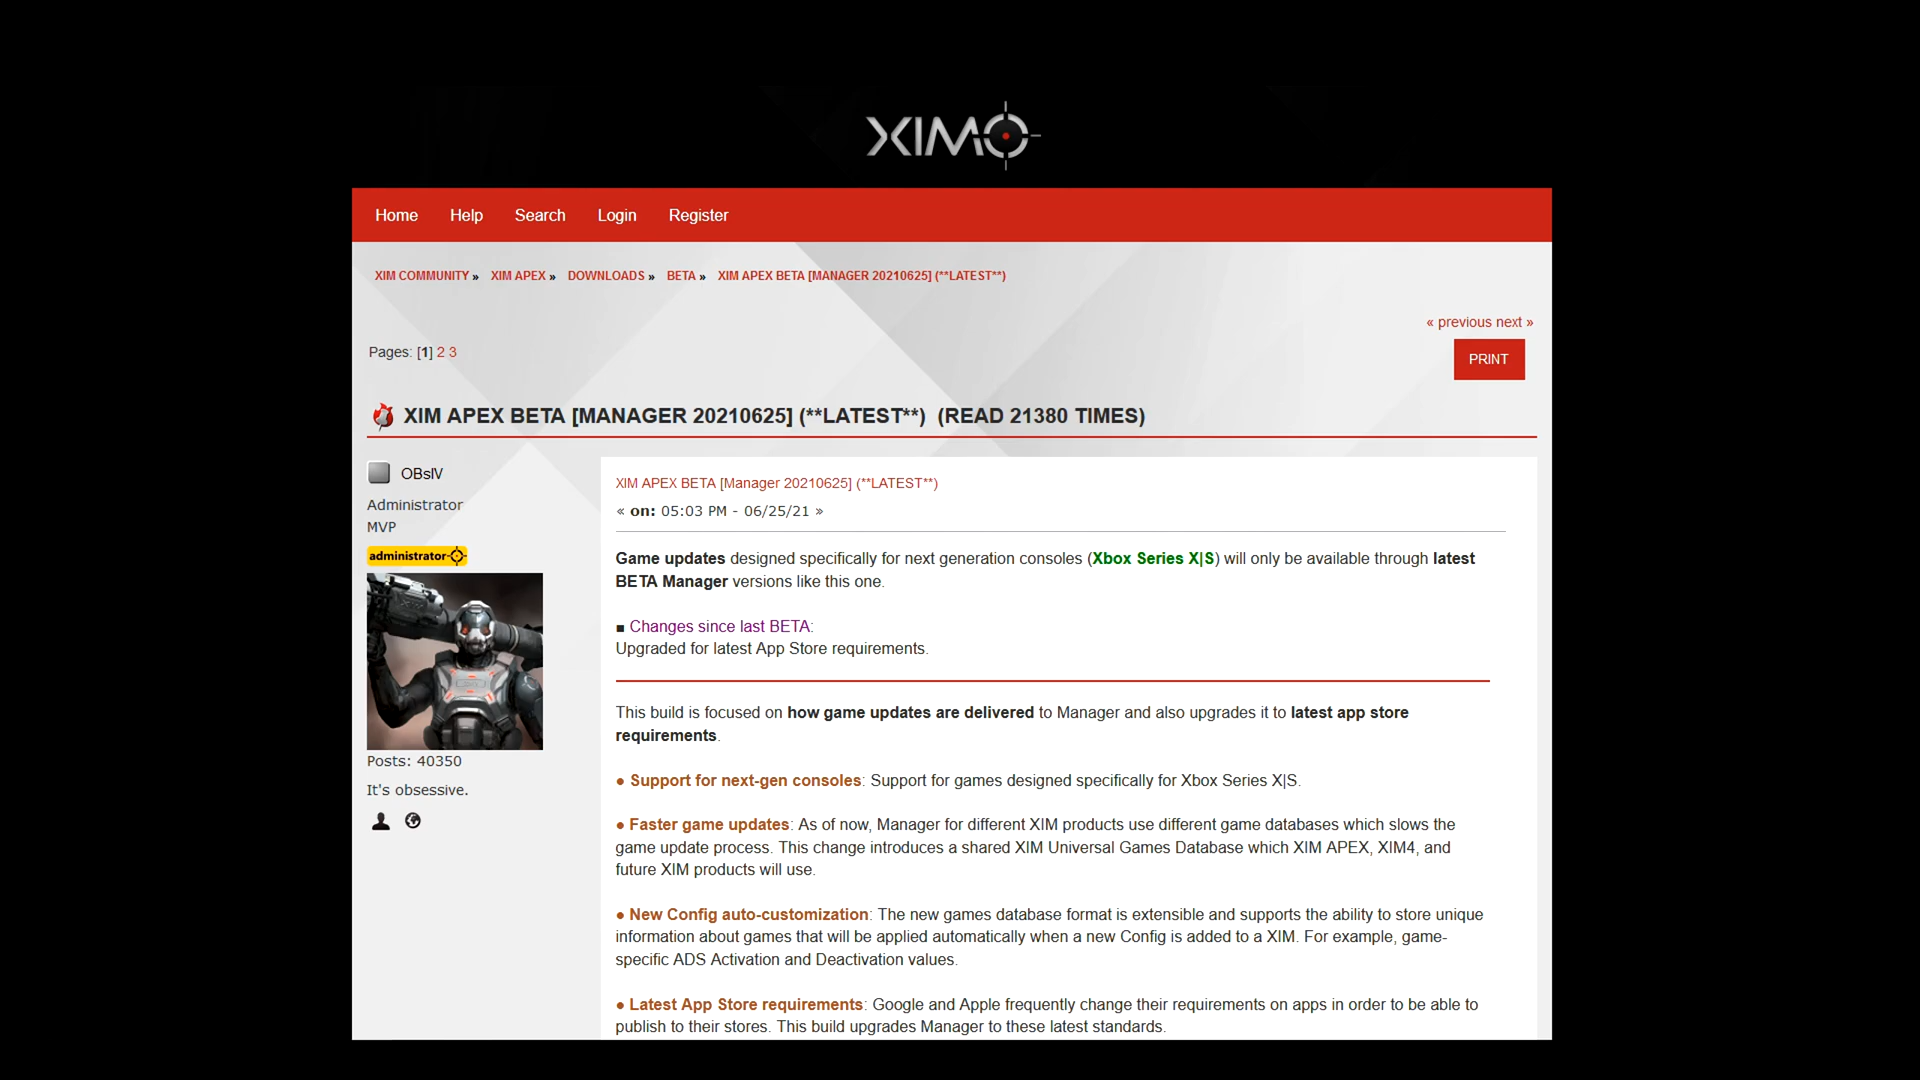 XIM
Home Help Search Login Register
XIM COMMUNITY » XIM APEX » DOWNLOADS » BETA » XIM APEX BETA [MANAGER 20210625] (**LATEST**)
« previous next »
Pages: [1] 2 3
PRINT
XIM APEX BETA [MANAGER 20210625] (**LATEST**) (READ 21380 TIMES)
OBsIV
Administrator
MVP
administrator
Posts: 40350
It's obsessive.
XIM APEX BETA [Manager 20210625] (**LATEST**)
« on: 05:03 PM - 06/25/21 »
Game updates designed specifically for next generation consoles (Xbox Series X|S) will only be available through latest
BETA Manager versions like this one.
■ Changes since last BETA:
Upgraded for latest App Store requirements.
This build is focused on how game updates are delivered to Manager and also upgrades it to latest app store
requirements.
● Support for next-gen consoles: Support for games designed specifically for Xbox Series X|S.
● Faster game updates: As of now, Manager for different XIM products use different game databases which slows the
game update process. This change introduces a shared XIM Universal Games Database which XIM APEX, XIM4, and
future XIM products will use.
● New Config auto-customization: The new games database format is extensible and supports the ability to store unique
information about games that will be applied automatically when a new Config is added to a XIM. For example, game-
specific ADS Activation and Deactivation values.
● Latest App Store requirements: Google and Apple frequently change their requirements on apps in order to be able to
publish to their stores. This build upgrades Manager to these latest standards.